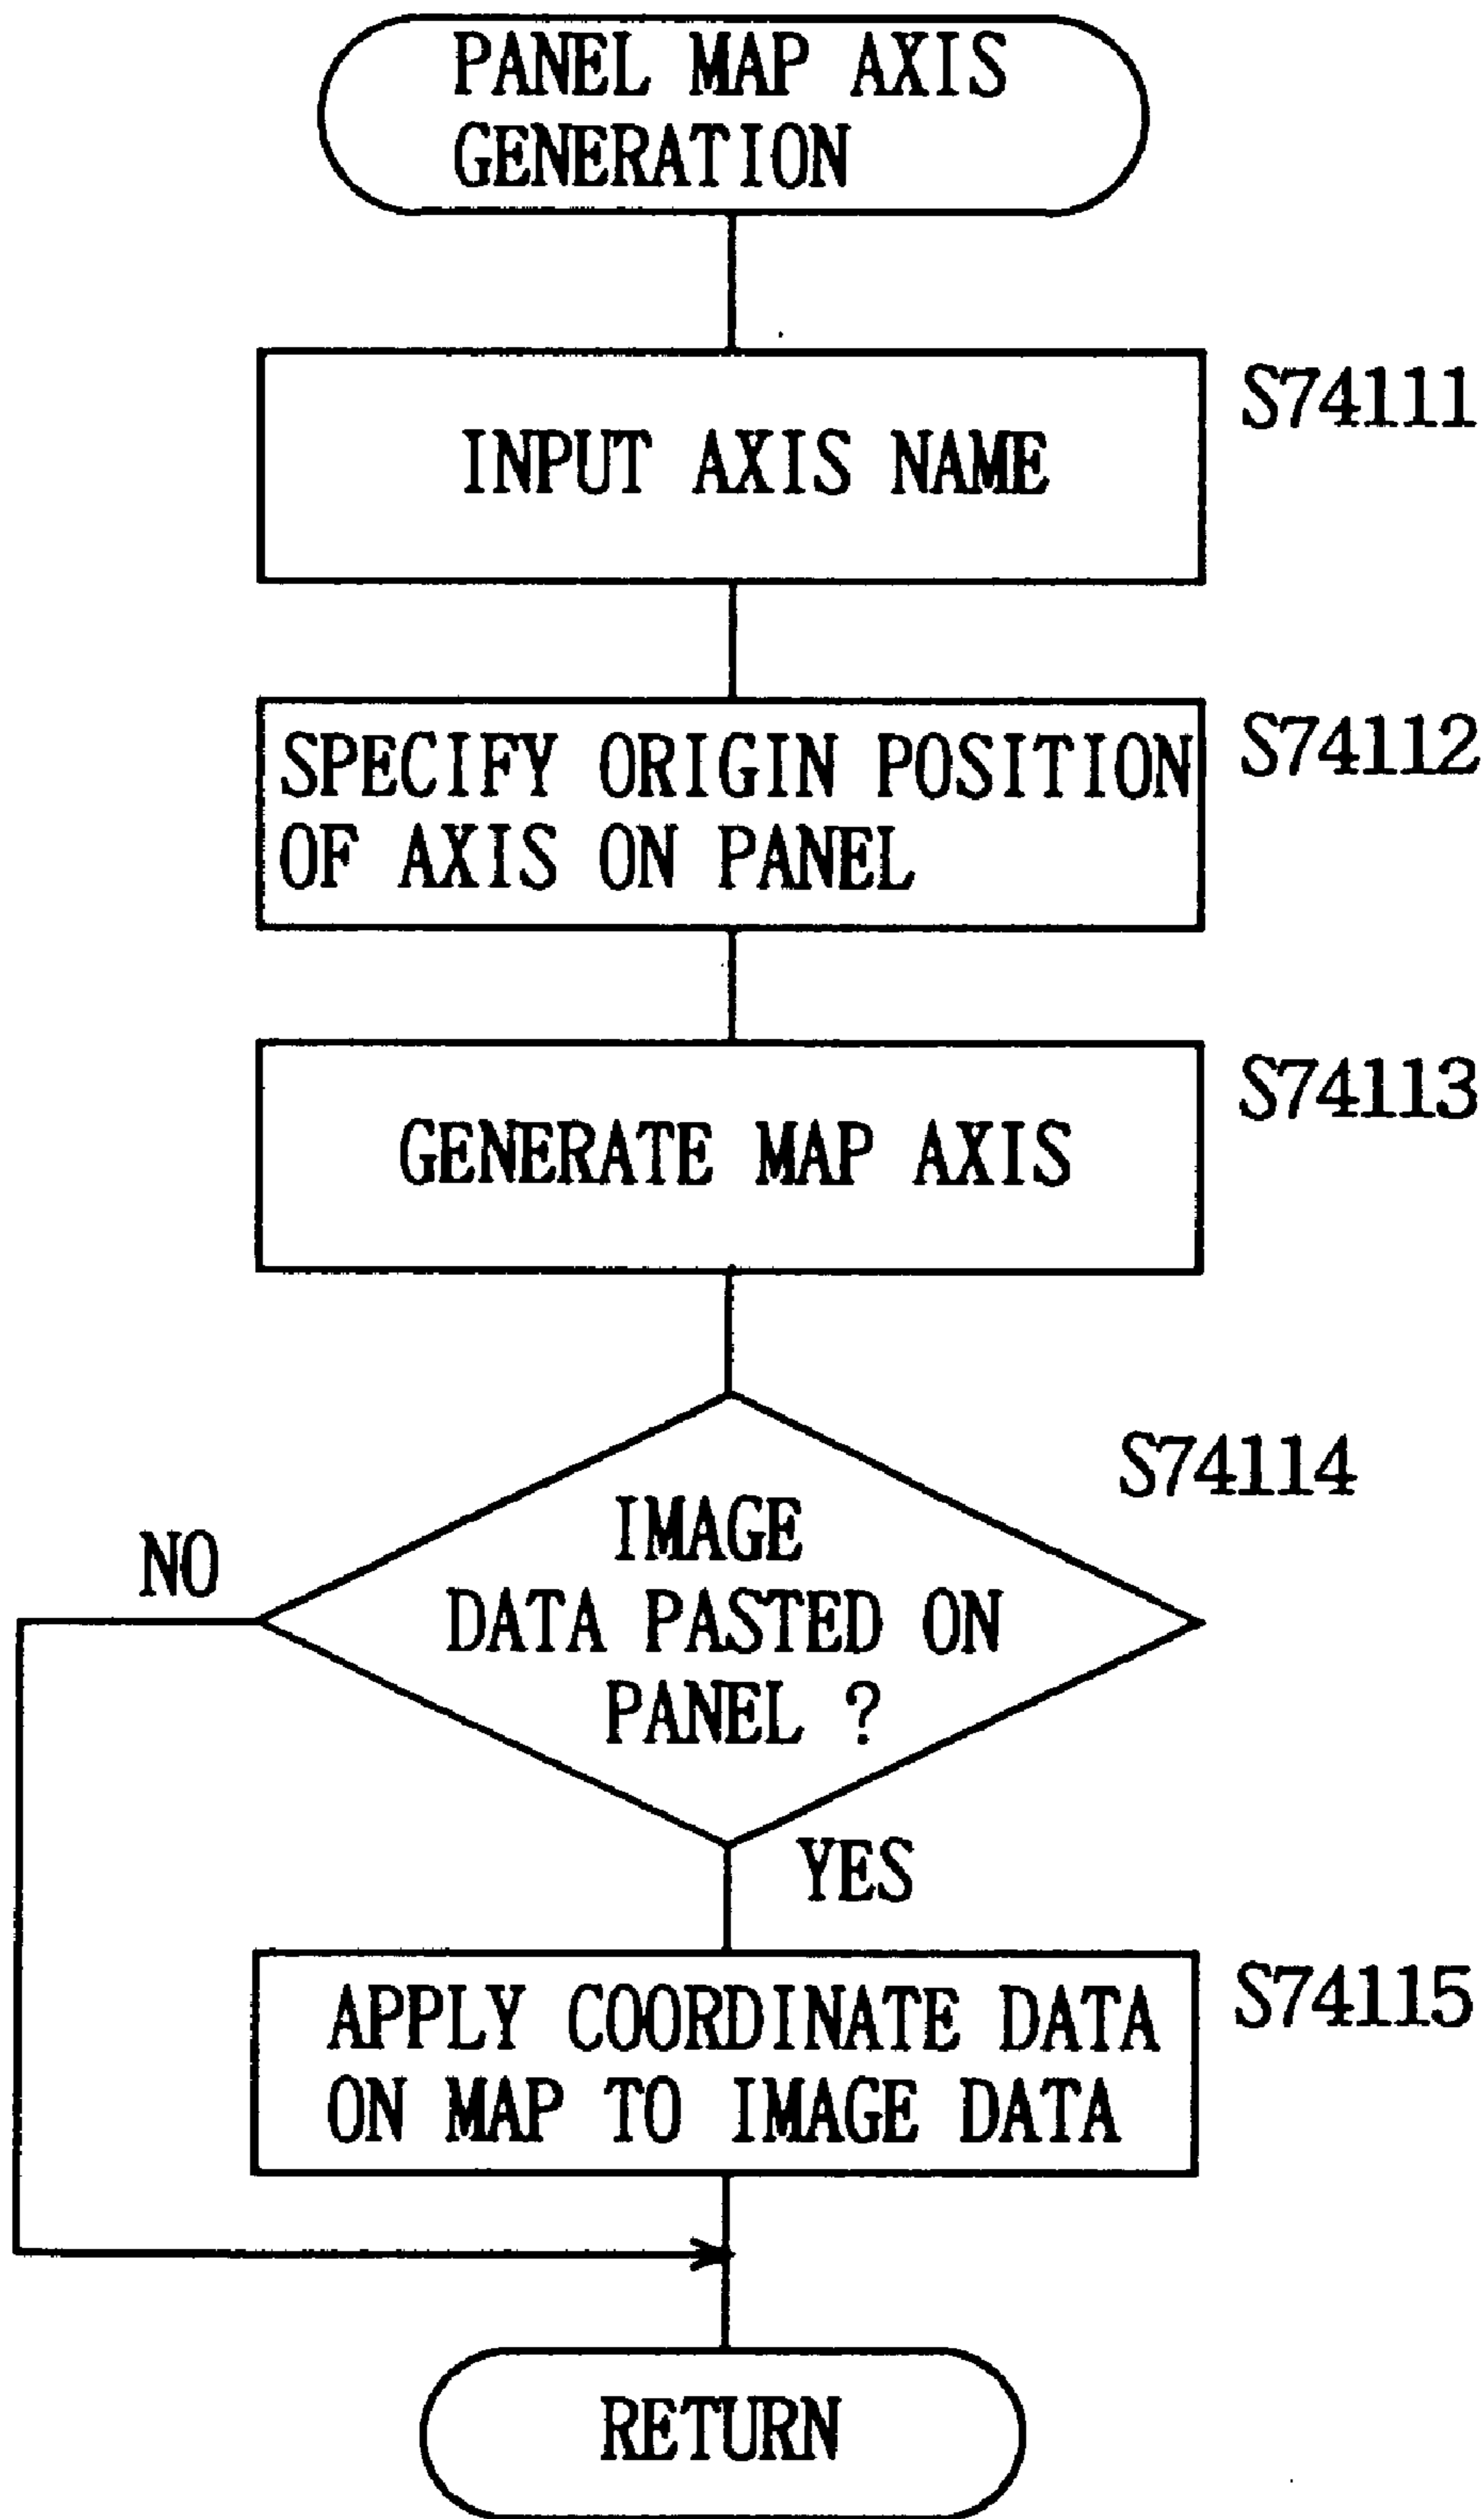 PANEL MAP AXIS
GENERATION
INPUT AXIS NAME
S74111
SPECIFY ORIGIN POSITION
OF AXIS ON PANEL
S74112
GENERATE MAP AXIS
S74113
S74114
IMAGE
DATA PASTED ON
PANEL ?
NO
YES
APPLY COORDINATE DATA
ON MAP TO IMAGE DATA
S74115
RETURN